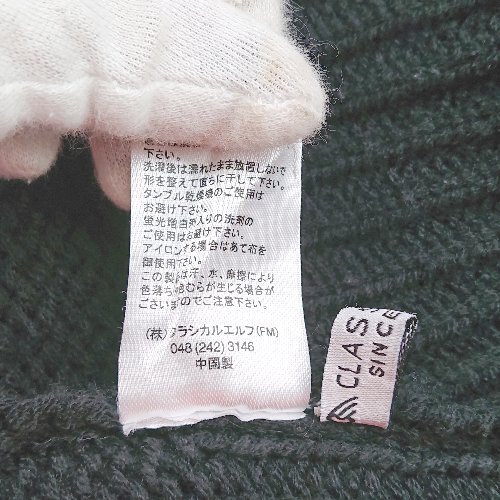 下さい。
洗濯後は濡れたまま放置しないで
形を整えて直ちに干して下さい。
タンブル乾燥機のご使用は
お避け下さい。
蛍光増白剤入りの洗剤の
ご使用はお避け下さい。
アイロンする場合はあて布を
御使用下さい。
この製品は汗、水、摩擦により
色落ち色むらが生じる場合が
ございますのでご注意下さい。
(株)クラシカルエルフ(FM)
048 (242) 3146
中国製
CLAS
SINCE